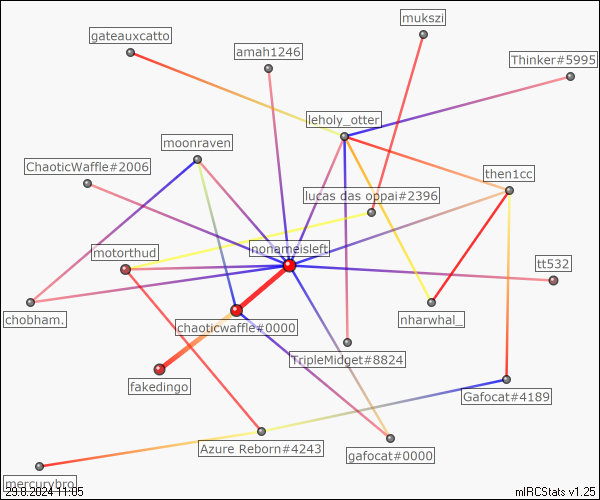 mukszi
gateauxcatto
amah1246
Thinker#5995
leholy_otter
moonraven
ChaoticWaffle#2006
then1cc
lucas das oppai#2396
nonameisleft
motorthud
tt532
chobham.
chaoticwaffle#0000
nharwhal_
TripleMidget#8824
fakedingo
Gafocat#4189
Azure Reborn#4243
gafocat#0000
mercurybro
29.8.2024 11:05
mIRCStats v1.25